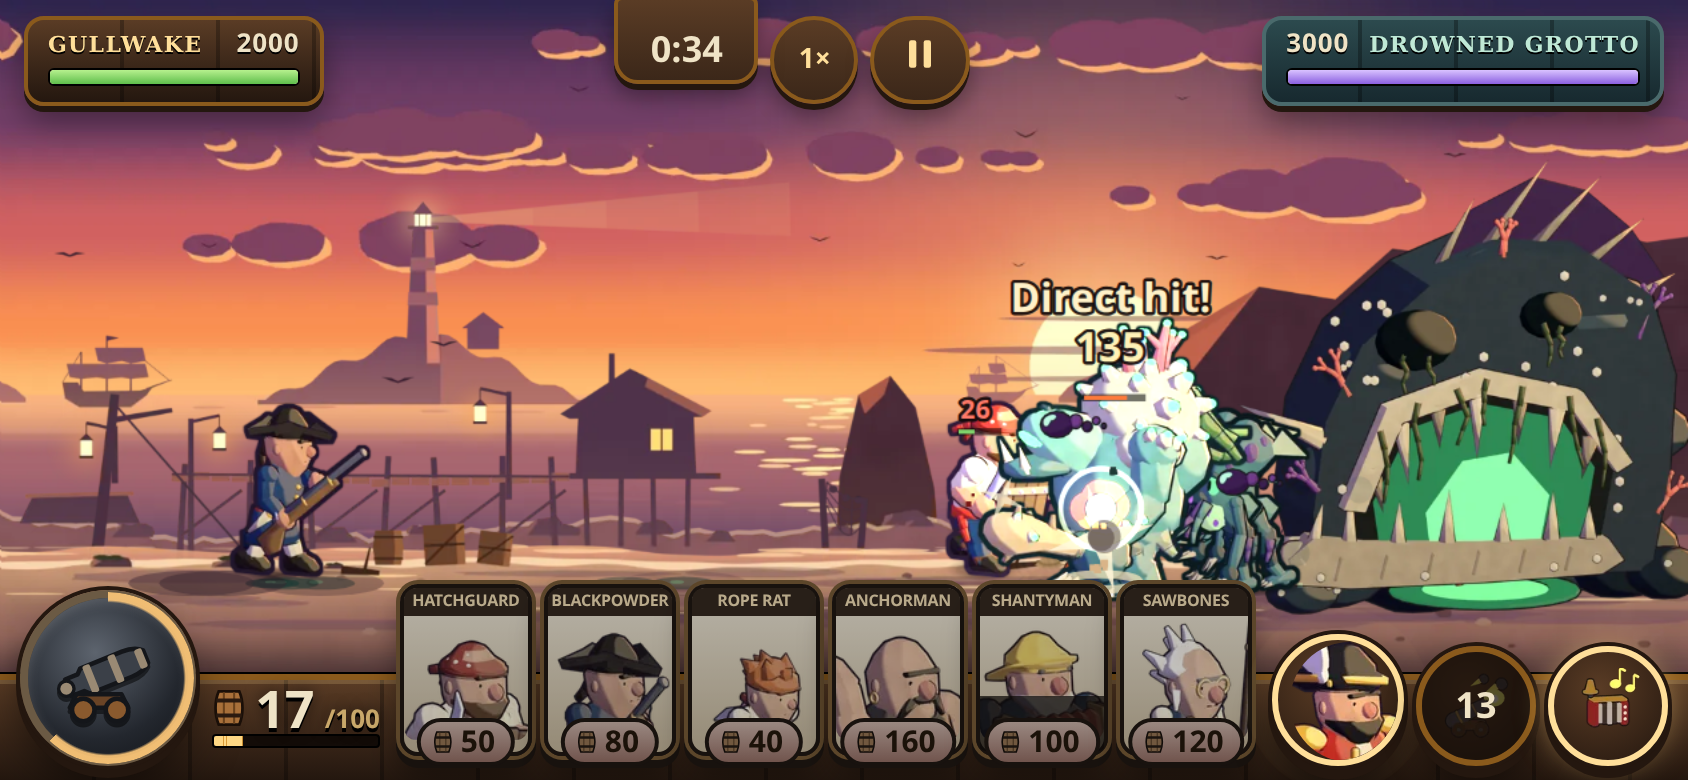 GULLWAKE 2000
0:34
1×
3000 DROWNED GROTTO
Direct hit!
135
26
HATCHGUARD
BLACKPOWDER
ROPE RAT
ANCHORMAN
SHANTYMAN
SAWBONES
17 /100
50
80
40
160
100
120
13